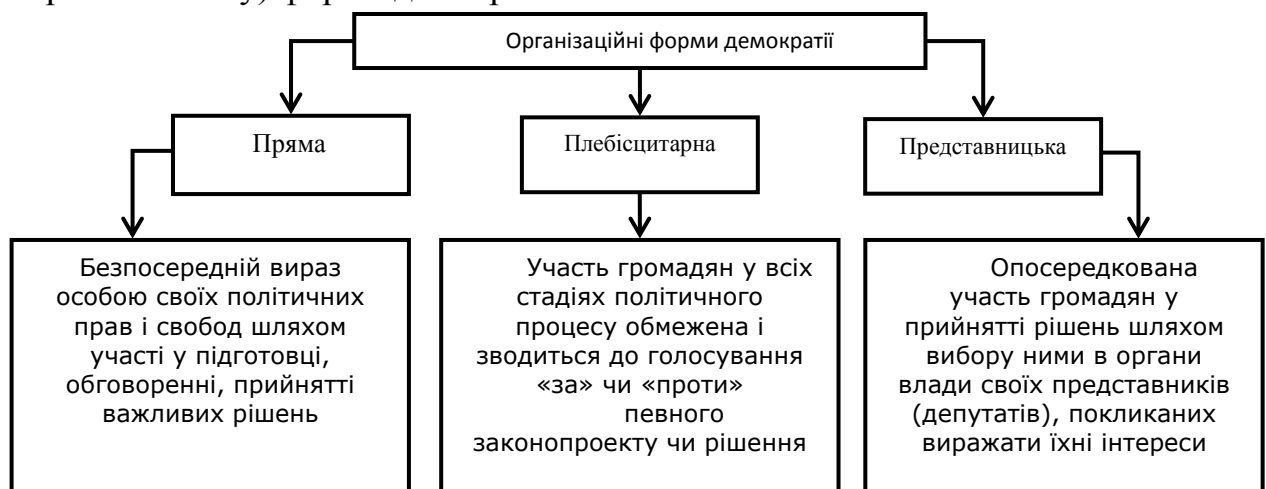 Організаційні форми демократії
Пряма
Плебісцитарна
Представницька
Безпосередній вираз
особою своїх політичних
прав і свобод шляхом
участі у підготовці,
обговоренні, прийнятті
важливих рішень
Участь громадян у всіх
стадіях політичного
процесу обмежена і
зводиться до голосування
«за» чи «проти»
певного
законопроекту чи рішення
Опосередкована
участь громадян у
прийнятті рішень шляхом
вибору ними в органи
влади своїх представників
(депутатів), покликаних
виражати їхні інтереси